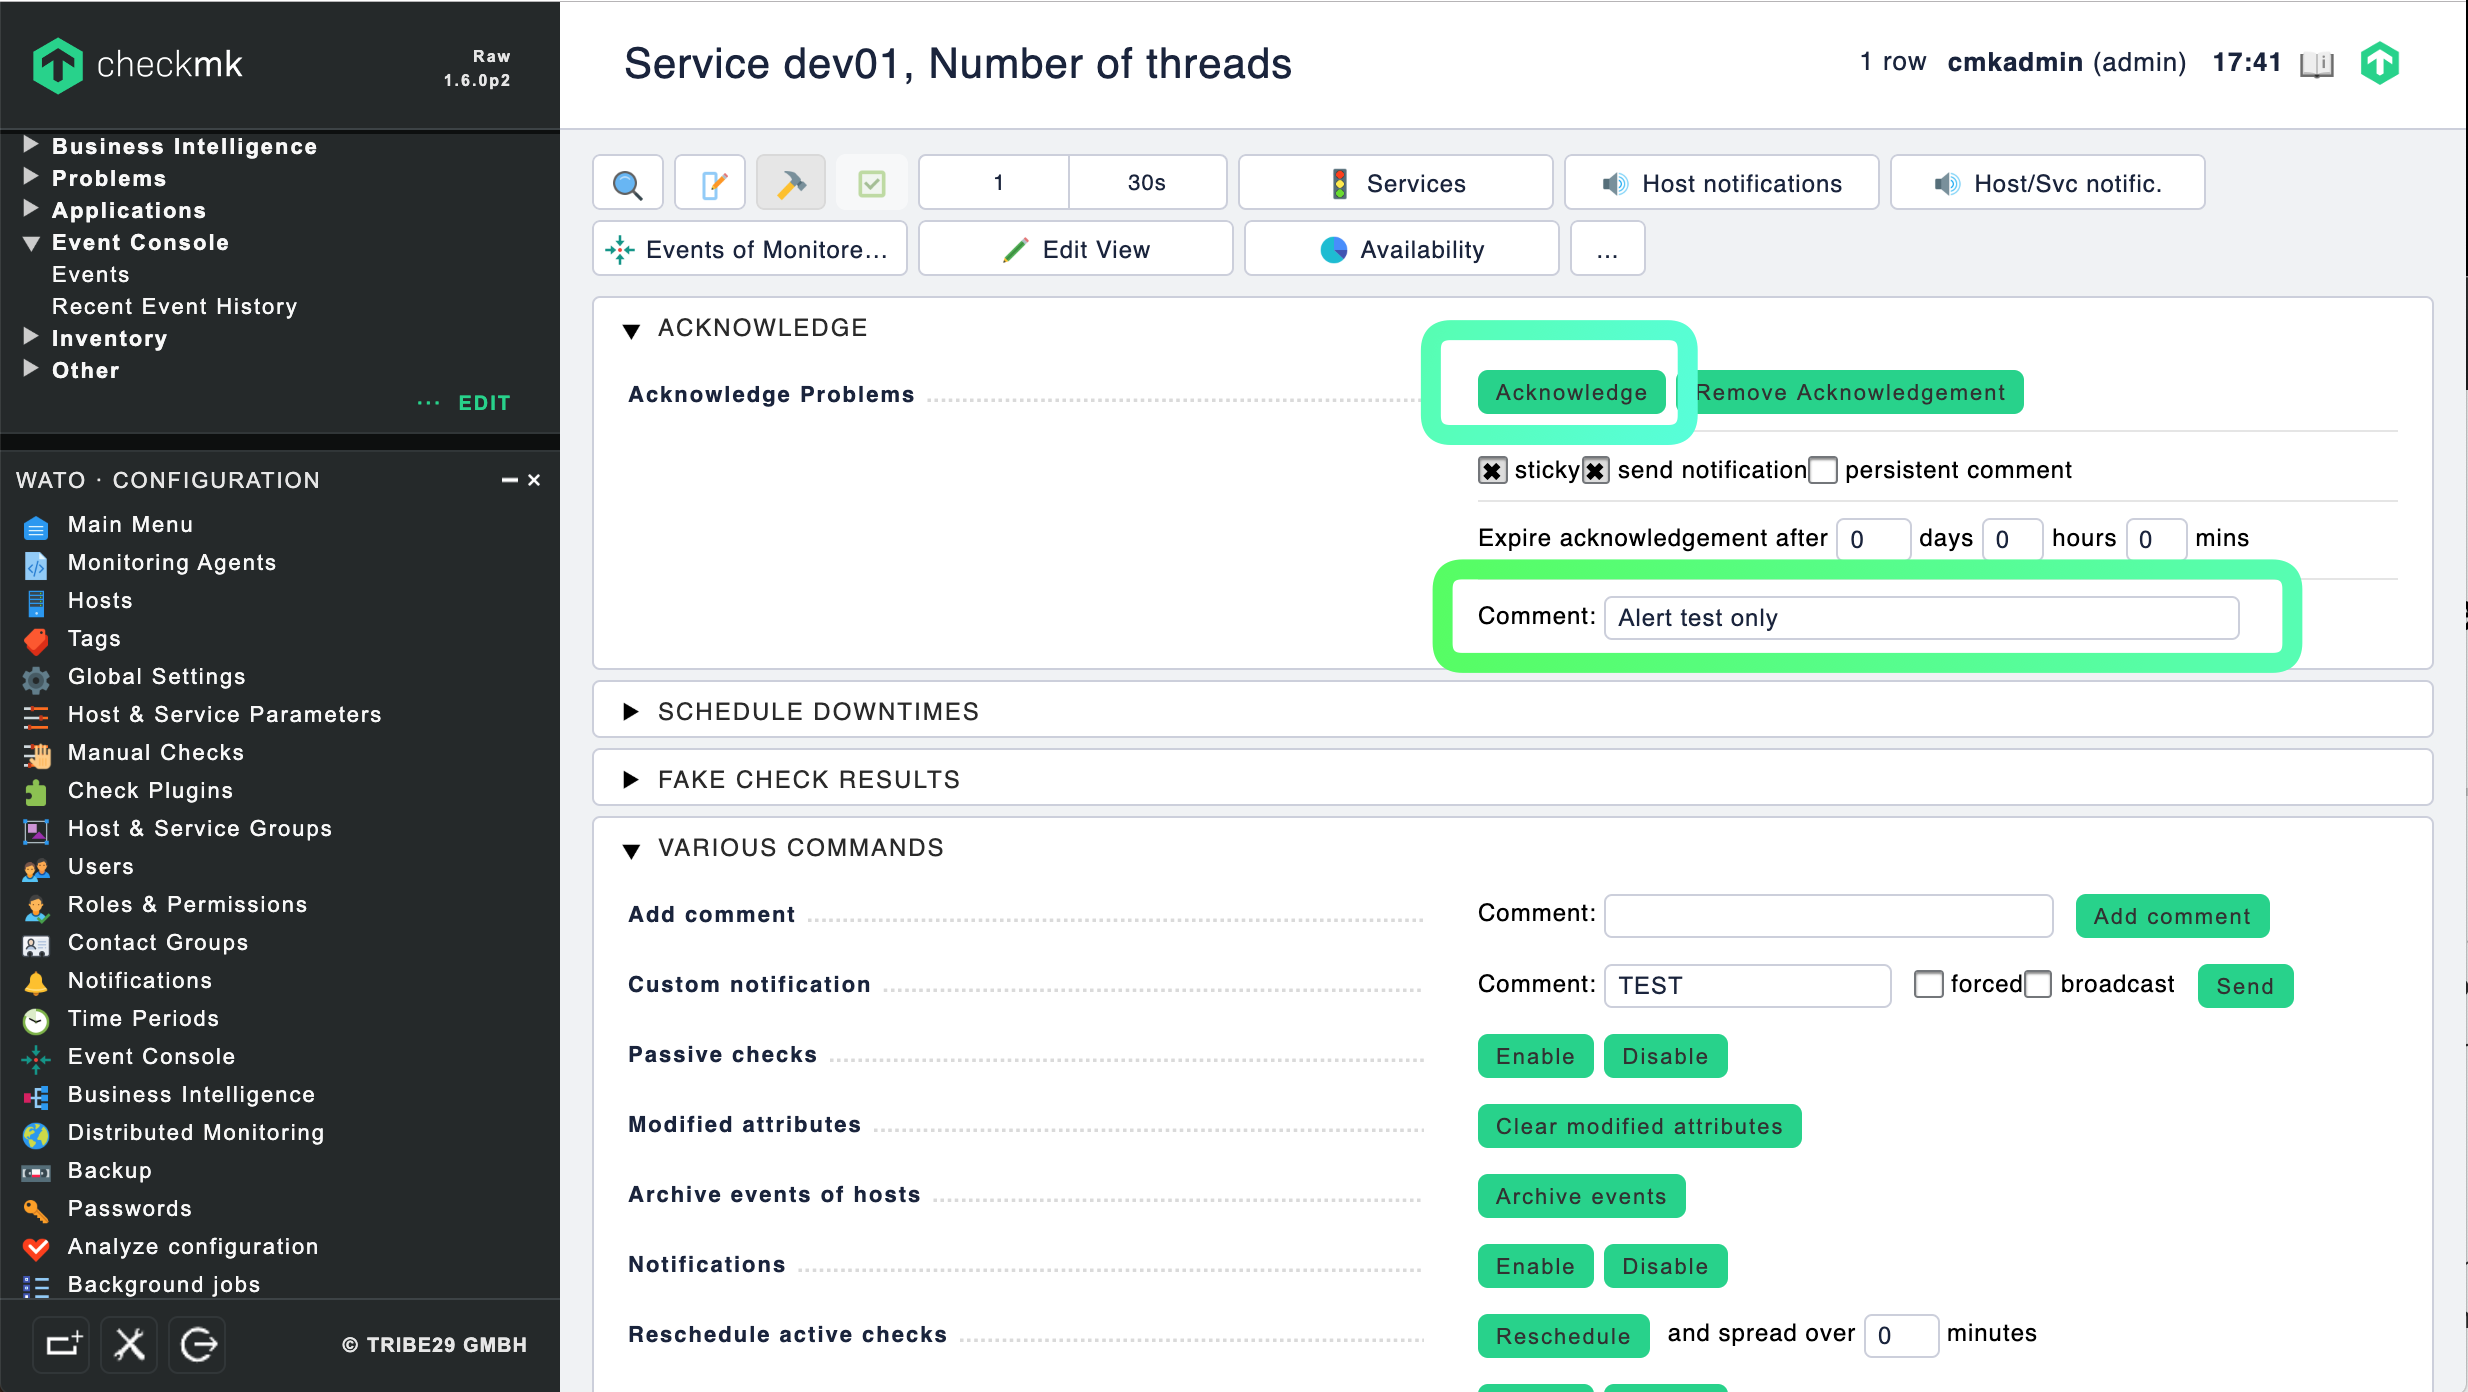 checkmk
Raw
1.6.0p2
Business Intelligence
Problems
Applications
Event Console
Events
Recent Event History
Inventory
Other
... EDIT
WATO · CONFIGURATION
Main Menu
Monitoring Agents
Hosts
Tags
Global Settings
Host & Service Parameters
Manual Checks
Check Plugins
Host & Service Groups
Users
Roles & Permissions
Contact Groups
Notifications
Time Periods
Event Console
Business Intelligence
Distributed Monitoring
Backup
Passwords
Analyze configuration
Background jobs
© TRIBE29 GMBH
Service dev01, Number of threads
1 row cmkadmin (admin) 17:41
1 30s Services Host notifications Host/Svc notific.
Events of Monitore... Edit View Availability ...
ACKNOWLEDGE
Acknowledge Problems Acknowledge Remove Acknowledgement
sticky send notification persistent comment
Expire acknowledgement after 0 days 0 hours 0 mins
Comment: Alert test only
SCHEDULE DOWNTIMES
FAKE CHECK RESULTS
VARIOUS COMMANDS
Add comment Comment: Add comment
Custom notification Comment: TEST forced broadcast Send
Passive checks Enable Disable
Modified attributes Clear modified attributes
Archive events of hosts Archive events
Notifications Enable Disable
Reschedule active checks Reschedule and spread over 0 minutes